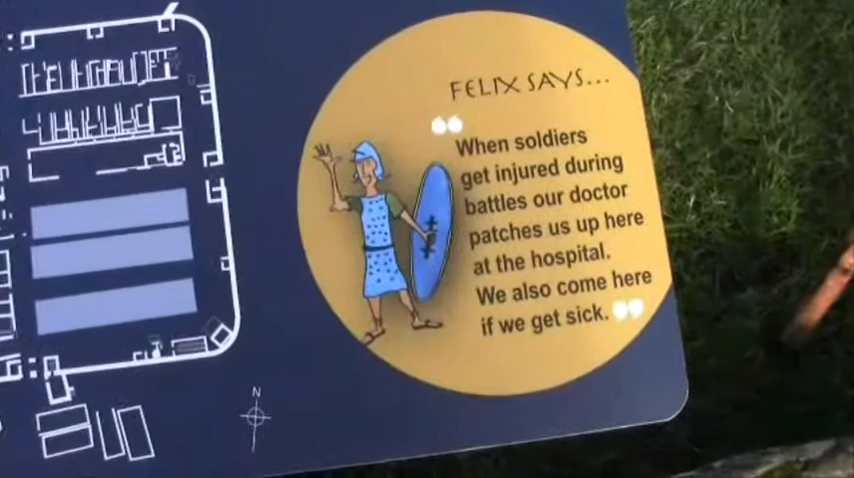 FELIX SAYS...
“When soldiers
get injured during
battles our doctor
patches us up here
at the hospital.
We also come here
if we get sick.”
N